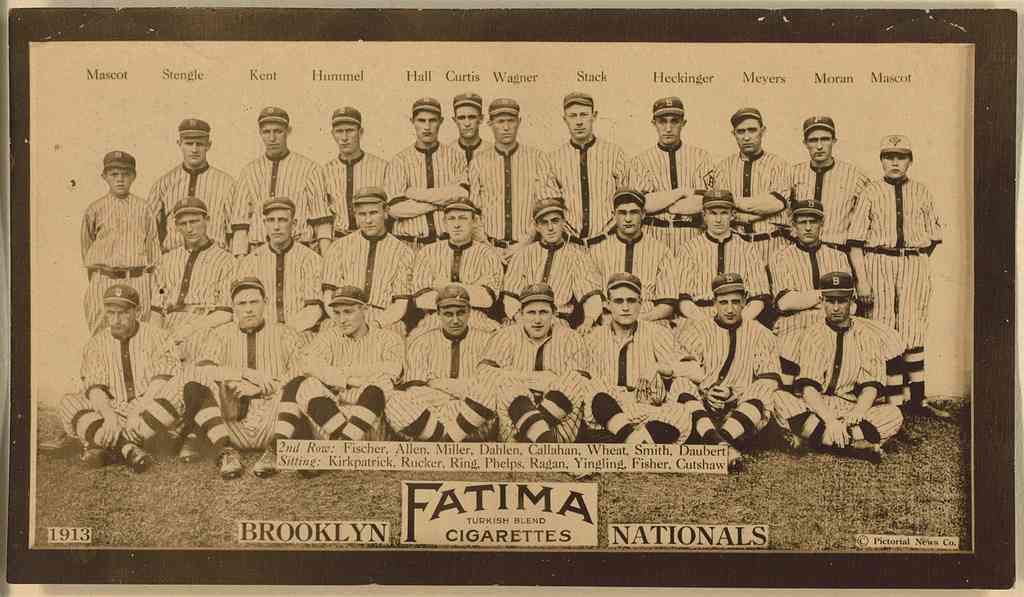 Mascot Stengle Kent Hummel Hall Curtis Wagner Stack Heckinger Meyers Moran Mascot
2nd Row: Fischer, Allen, Miller, Dahlen, Callahan, Wheat, Smith, Daubert
Sitting: Kirkpatrick, Rucker, Ring, Phelps, Ragan, Yingling, Fisher, Cutshaw
FATIMA
TURKISH BLEND
CIGARETTES
1913 BROOKLYN NATIONALS © Pictorial News Co.